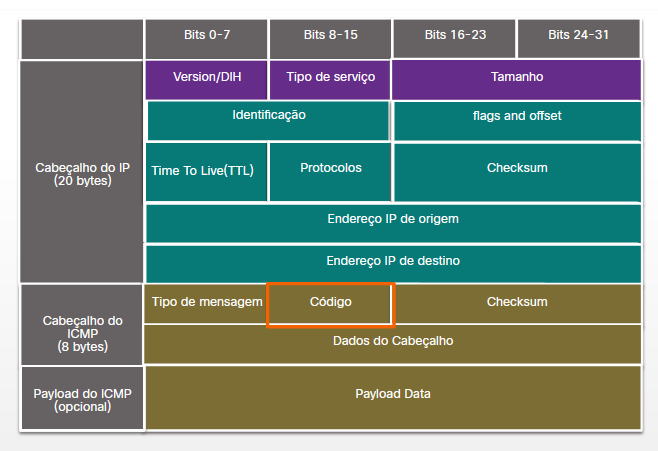 Bits 0-7 Bits 8-15 Bits 16-23 Bits 24-31
Cabeçalho do IP
(20 bytes)
Version/DIH Tipo de serviço Tamanho
Identificação flags and offset
Time To Live(TTL) Protocolos Checksum
Endereço IP de origem
Endereço IP de destino
Cabeçalho do
ICMP
(8 bytes)
Tipo de mensagem Código Checksum
Dados do Cabeçalho
Payload do ICMP
(opcional)
Payload Data